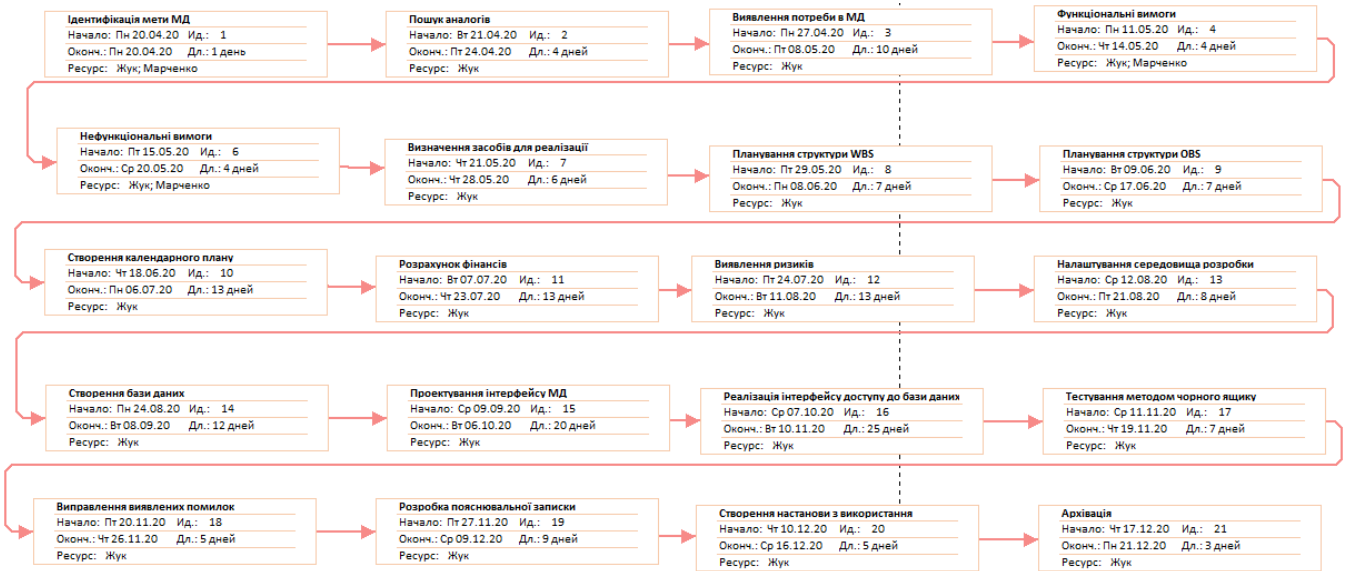 Ідентифікація мети МД
Начало: Пн 20.04.20 Ид.: 1
Оконч.: Пн 20.04.20 Дл.: 1 день
Ресурс: Жук; Марченко
Пошук аналогів
Начало: Вт 21.04.20 Ид.: 2
Оконч.: Пт 24.04.20 Дл.: 4 дней
Ресурс: Жук
Виявлення потреби в МД
Начало: Пн 27.04.20 Ид.: 3
Оконч.: Пт 08.05.20 Дл.: 10 дней
Ресурс: Жук
Функціональні вимоги
Начало: Пн 11.05.20 Ид.: 4
Оконч.: Чт 14.05.20 Дл.: 4 дней
Ресурс: Жук; Марченко
Нефункціональні вимоги
Начало: Пт 15.05.20 Ид.: 6
Оконч.: Ср 20.05.20 Дл.: 4 дней
Ресурс: Жук; Марченко
Визначення засобів для реалізації
Начало: Чт 21.05.20 Ид.: 7
Оконч.: Чт 28.05.20 Дл.: 6 дней
Ресурс: Жук
Планування структури WBS
Начало: Пт 29.05.20 Ид.: 8
Оконч.: Пн 08.06.20 Дл.: 7 дней
Ресурс: Жук
Планування структури OBS
Начало: Вт 09.06.20 Ид.: 9
Оконч.: Ср 17.06.20 Дл.: 7 дней
Ресурс: Жук
Створення календарного плану
Начало: Чт 18.06.20 Ид.: 10
Оконч.: Пн 06.07.20 Дл.: 13 дней
Ресурс: Жук
Розрахунок фінансів
Начало: Вт 07.07.20 Ид.: 11
Оконч.: Чт 23.07.20 Дл.: 13 дней
Ресурс: Жук
Виявлення ризиків
Начало: Пт 24.07.20 Ид.: 12
Оконч.: Вт 11.08.20 Дл.: 13 дней
Ресурс: Жук
Налаштування середовища розробки
Начало: Ср 12.08.20 Ид.: 13
Оконч.: Пт 21.08.20 Дл.: 8 дней
Ресурс: Жук
Створення бази даних
Начало: Пн 24.08.20 Ид.: 14
Оконч.: Вт 08.09.20 Дл.: 12 дней
Ресурс: Жук
Проектування інтерфейсу МД
Начало: Ср 09.09.20 Ид.: 15
Оконч.: Вт 06.10.20 Дл.: 20 дней
Ресурс: Жук
Реалізація інтерфейсу доступу до бази даних
Начало: Ср 07.10.20 Ид.: 16
Оконч.: Вт 10.11.20 Дл.: 25 дней
Ресурс: Жук
Тестування методом чорного ящику
Начало: Ср 11.11.20 Ид.: 17
Оконч.: Чт 19.11.20 Дл.: 7 дней
Ресурс: Жук
Виправлення виявлених помилок
Начало: Пт 20.11.20 Ид.: 18
Оконч.: Чт 26.11.20 Дл.: 5 дней
Ресурс: Жук
Розробка пояснювальної записки
Начало: Пт 27.11.20 Ид.: 19
Оконч.: Ср 09.12.20 Дл.: 9 дней
Ресурс: Жук
Створення настанови з використання
Начало: Чт 10.12.20 Ид.: 20
Оконч.: Ср 16.12.20 Дл.: 5 дней
Ресурс: Жук
Архівація
Начало: Чт 17.12.20 Ид.: 21
Оконч.: Пн 21.12.20 Дл.: 3 дней
Ресурс: Жук